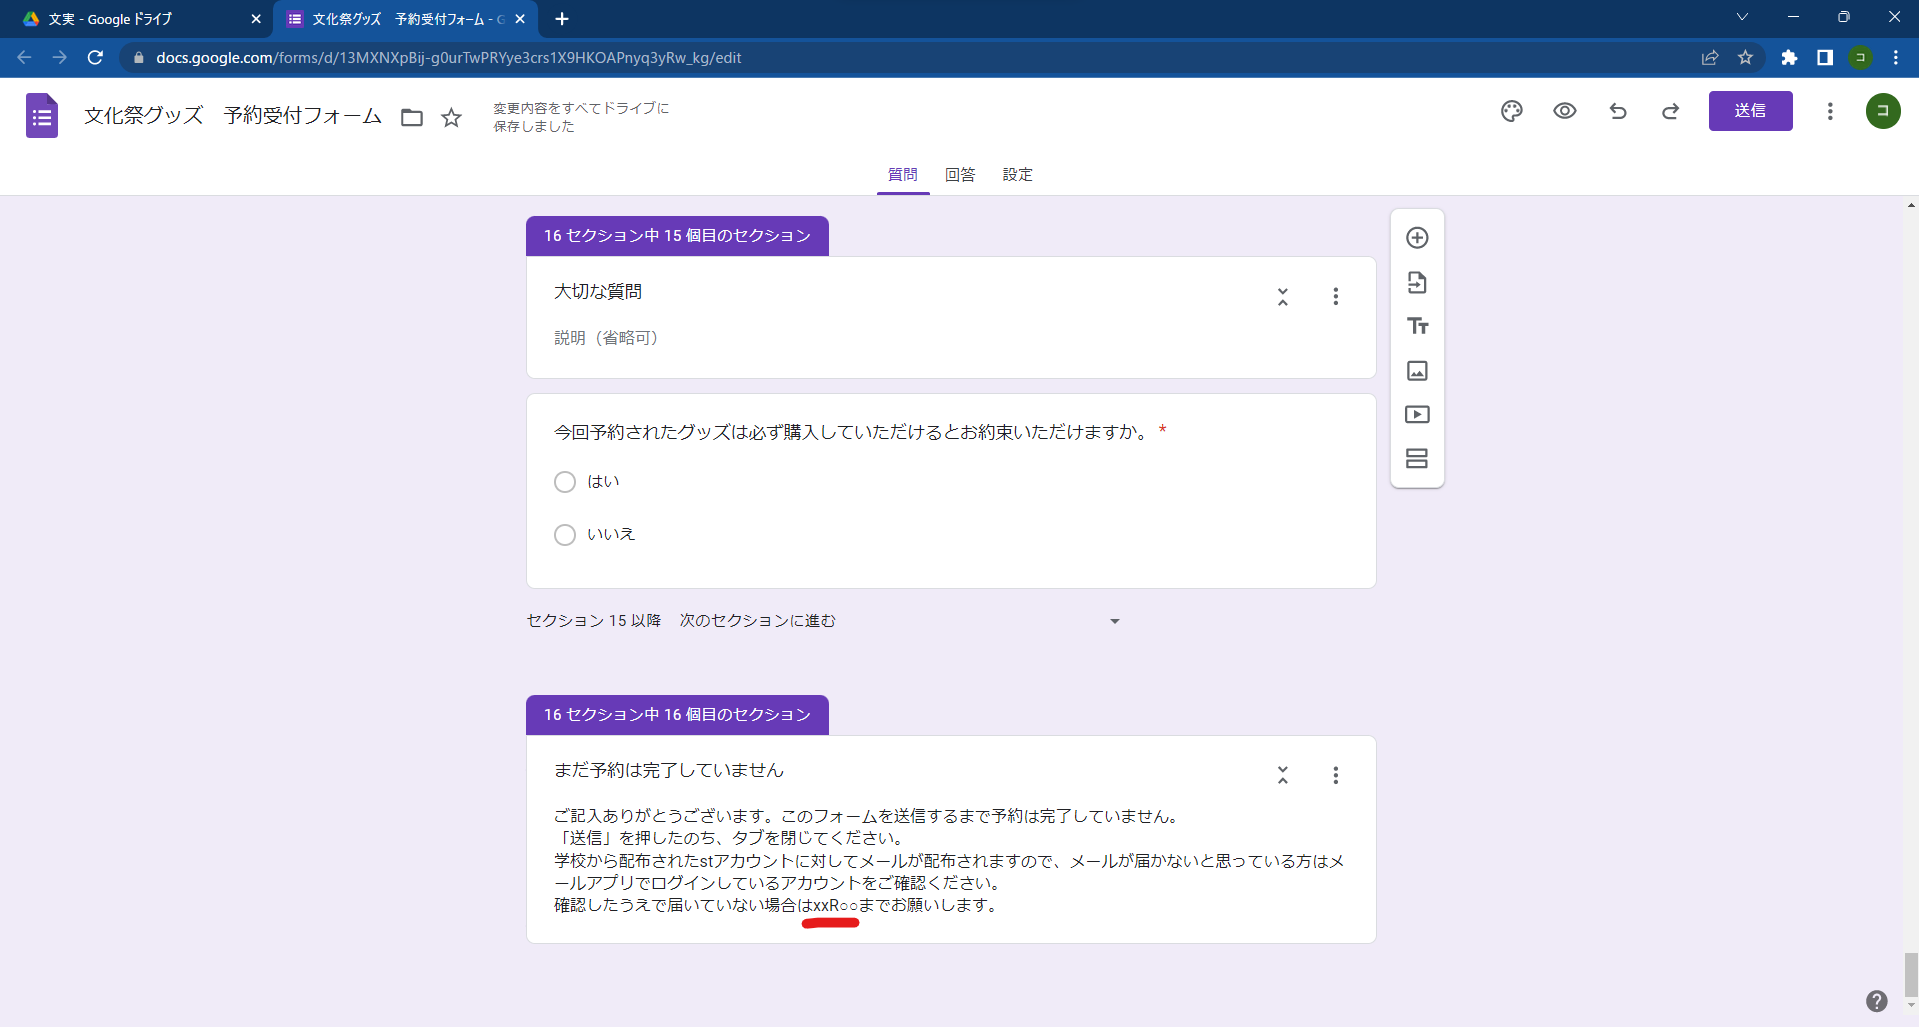 文実 - Google ドライブ
文化祭グッズ　予約受付フォーム - G
docs.google.com/forms/d/13MXNXpBij-g0urTwPRYye3crs1X9HKOAPnyq3yRw_kg/edit
コ
文化祭グッズ　予約受付フォーム
変更内容をすべてドライブに
保存しました
送信
コ
質問
回答
設定
16 セクション中 15 個目のセクション
大切な質問
説明（省略可）
今回予約されたグッズは必ず購入していただけるとお約束いただけますか。 *
はい
いいえ
セクション 15 以降　次のセクションに進む
16 セクション中 16 個目のセクション
まだ予約は完了していません
ご記入ありがとうございます。このフォームを送信するまで予約は完了していません。
「送信」を押したのち、タブを閉じてください。
学校から配布されたstアカウントに対してメールが配布されますので、メールが届かないと思っている方はメ
ールアプリでログインしているアカウントをご確認ください。
確認したうえで届いていない場合はxxR○○までお願いします。